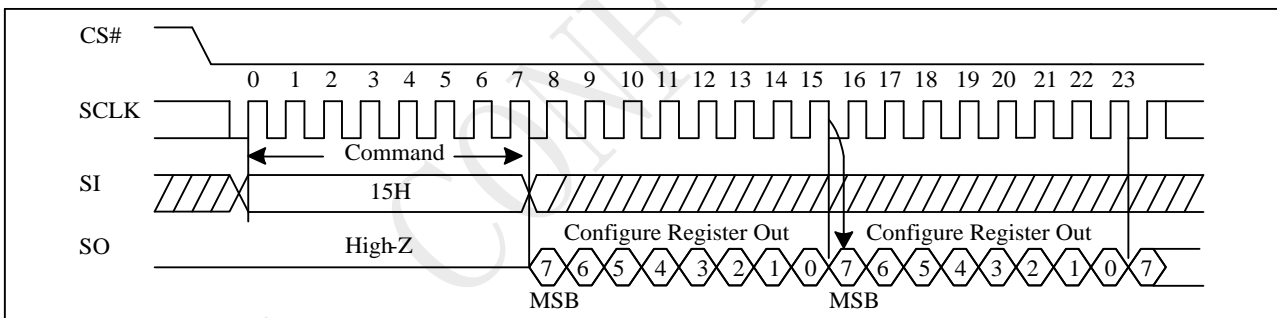 CS#
0 1 2 3 4 5 6 7 8 9 10 11 12 13 14 15 16 17 18 19 20 21 22 23
SCLK
Command
SI
15H
SO
High-Z
Configure Register Out
Configure Register Out
7 6 5 4 3 2 1 0 7 6 5 4 3 2 1 0 7
MSB
MSB